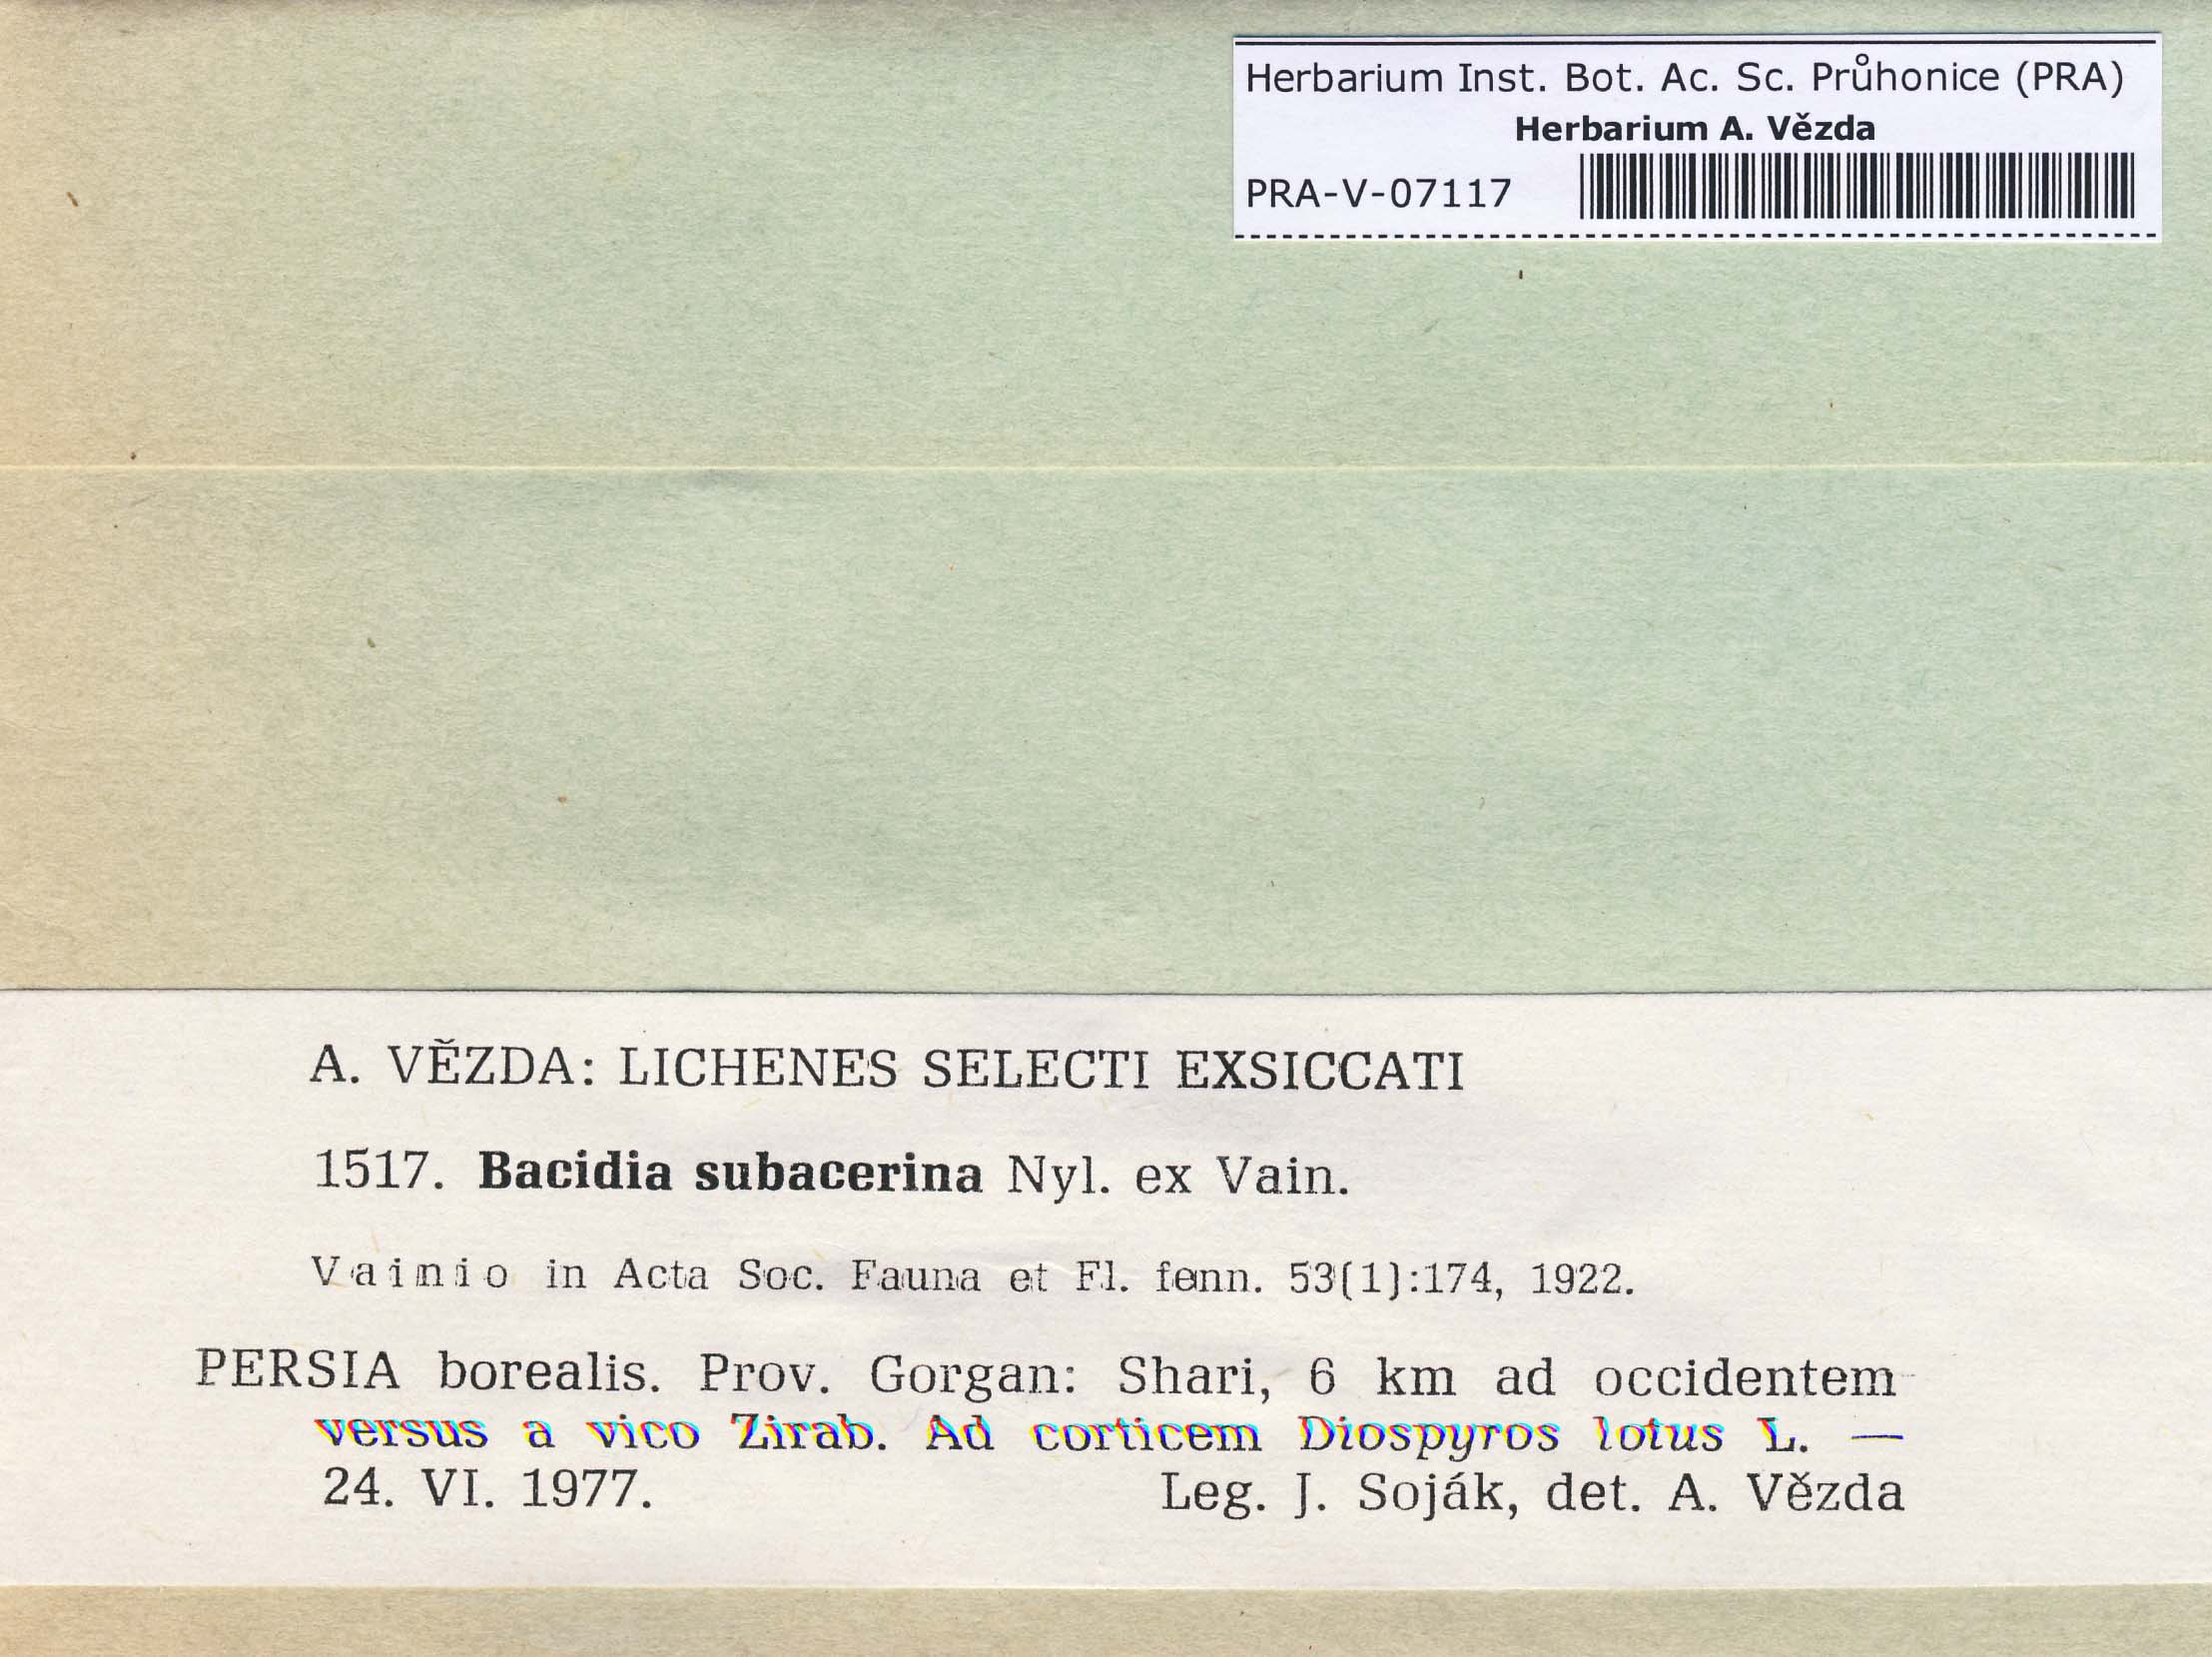 Herbarium Inst. Bot. Ac. Sc. Průhonice (PRA)
Herbarium A. Vězda
PRA-V-07117
A. VĚZDA: LICHENES SELECTI EXSICCATI
1517. Bacidia subacerina Nyl. ex Vain.
Vainio in Acta Soc. Fauna et Fl. fenn. 53(1):174, 1922.
PERSIA borealis. Prov. Gorgan: Shari, 6 km ad occidentem
versus a vico Zirab. Ad corticem Diospyros lotus L. —
24. VI. 1977. Leg. J. Soják, det. A. Vězda